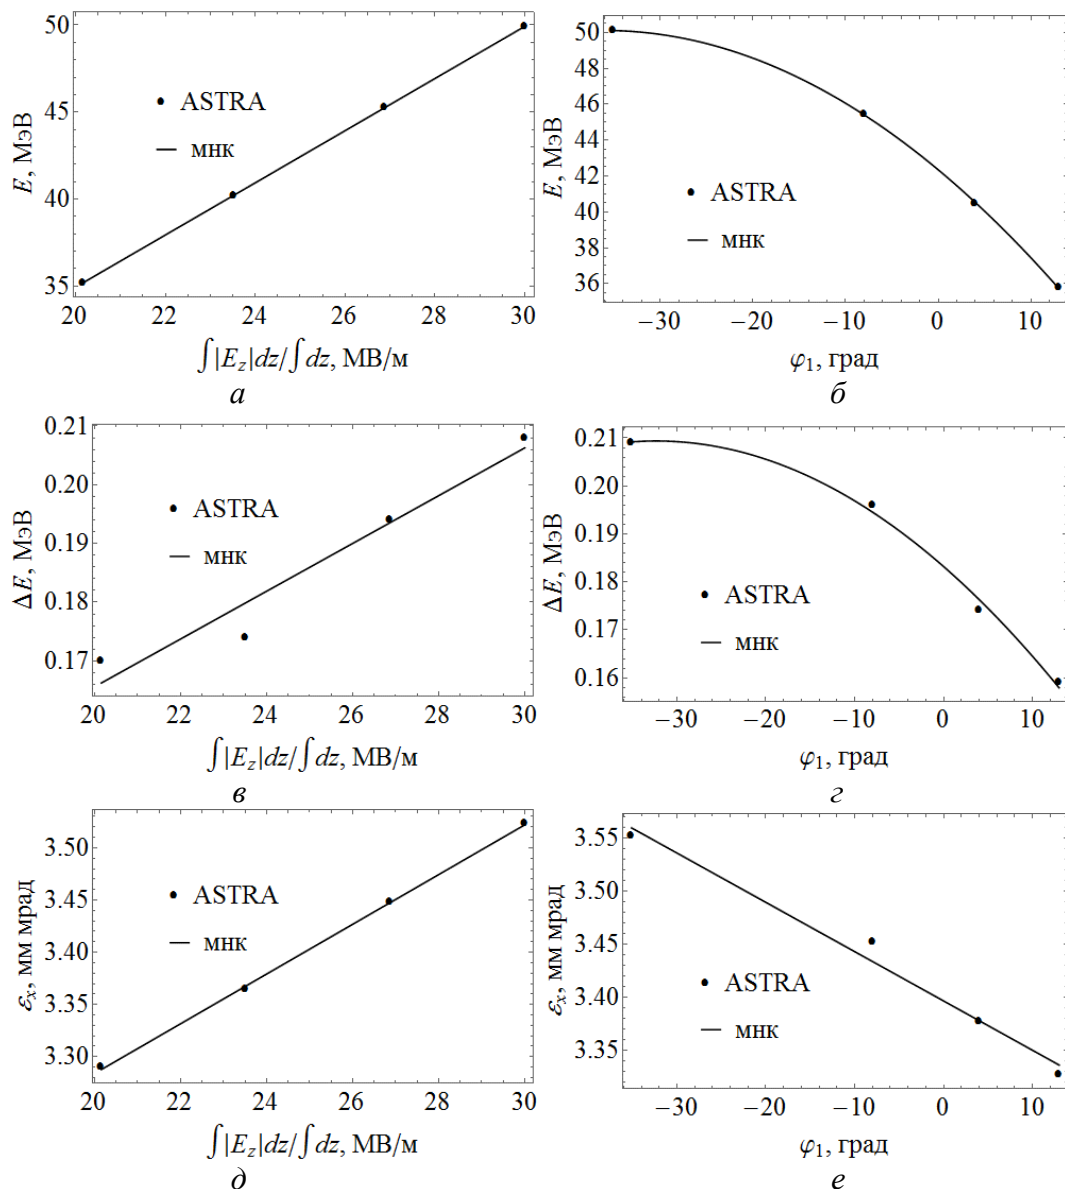 50
45
40
35
E, МэВ
ASTRA
мнк
20 22 24 26 28 30
∫|E_z|dz/∫dz, МВ/м
а
50
48
46
44
42
40
38
36
E, МэВ
ASTRA
мнк
−30 −20 −10 0 10
φ₁, град
б
0.21
0.20
0.19
0.18
0.17
ΔE, МэВ
ASTRA
мнк
20 22 24 26 28 30
∫|E_z|dz/∫dz, МВ/м
в
0.21
0.20
0.19
0.18
0.17
0.16
ΔE, МэВ
ASTRA
мнк
−30 −20 −10 0 10
φ₁, град
г
3.50
3.45
3.40
3.35
3.30
εₓ, мм мрад
ASTRA
мнк
20 22 24 26 28 30
∫|E_z|dz/∫dz, МВ/м
д
3.55
3.50
3.45
3.40
3.35
εₓ, мм мрад
ASTRA
мнк
−30 −20 −10 0 10
φ₁, град
е